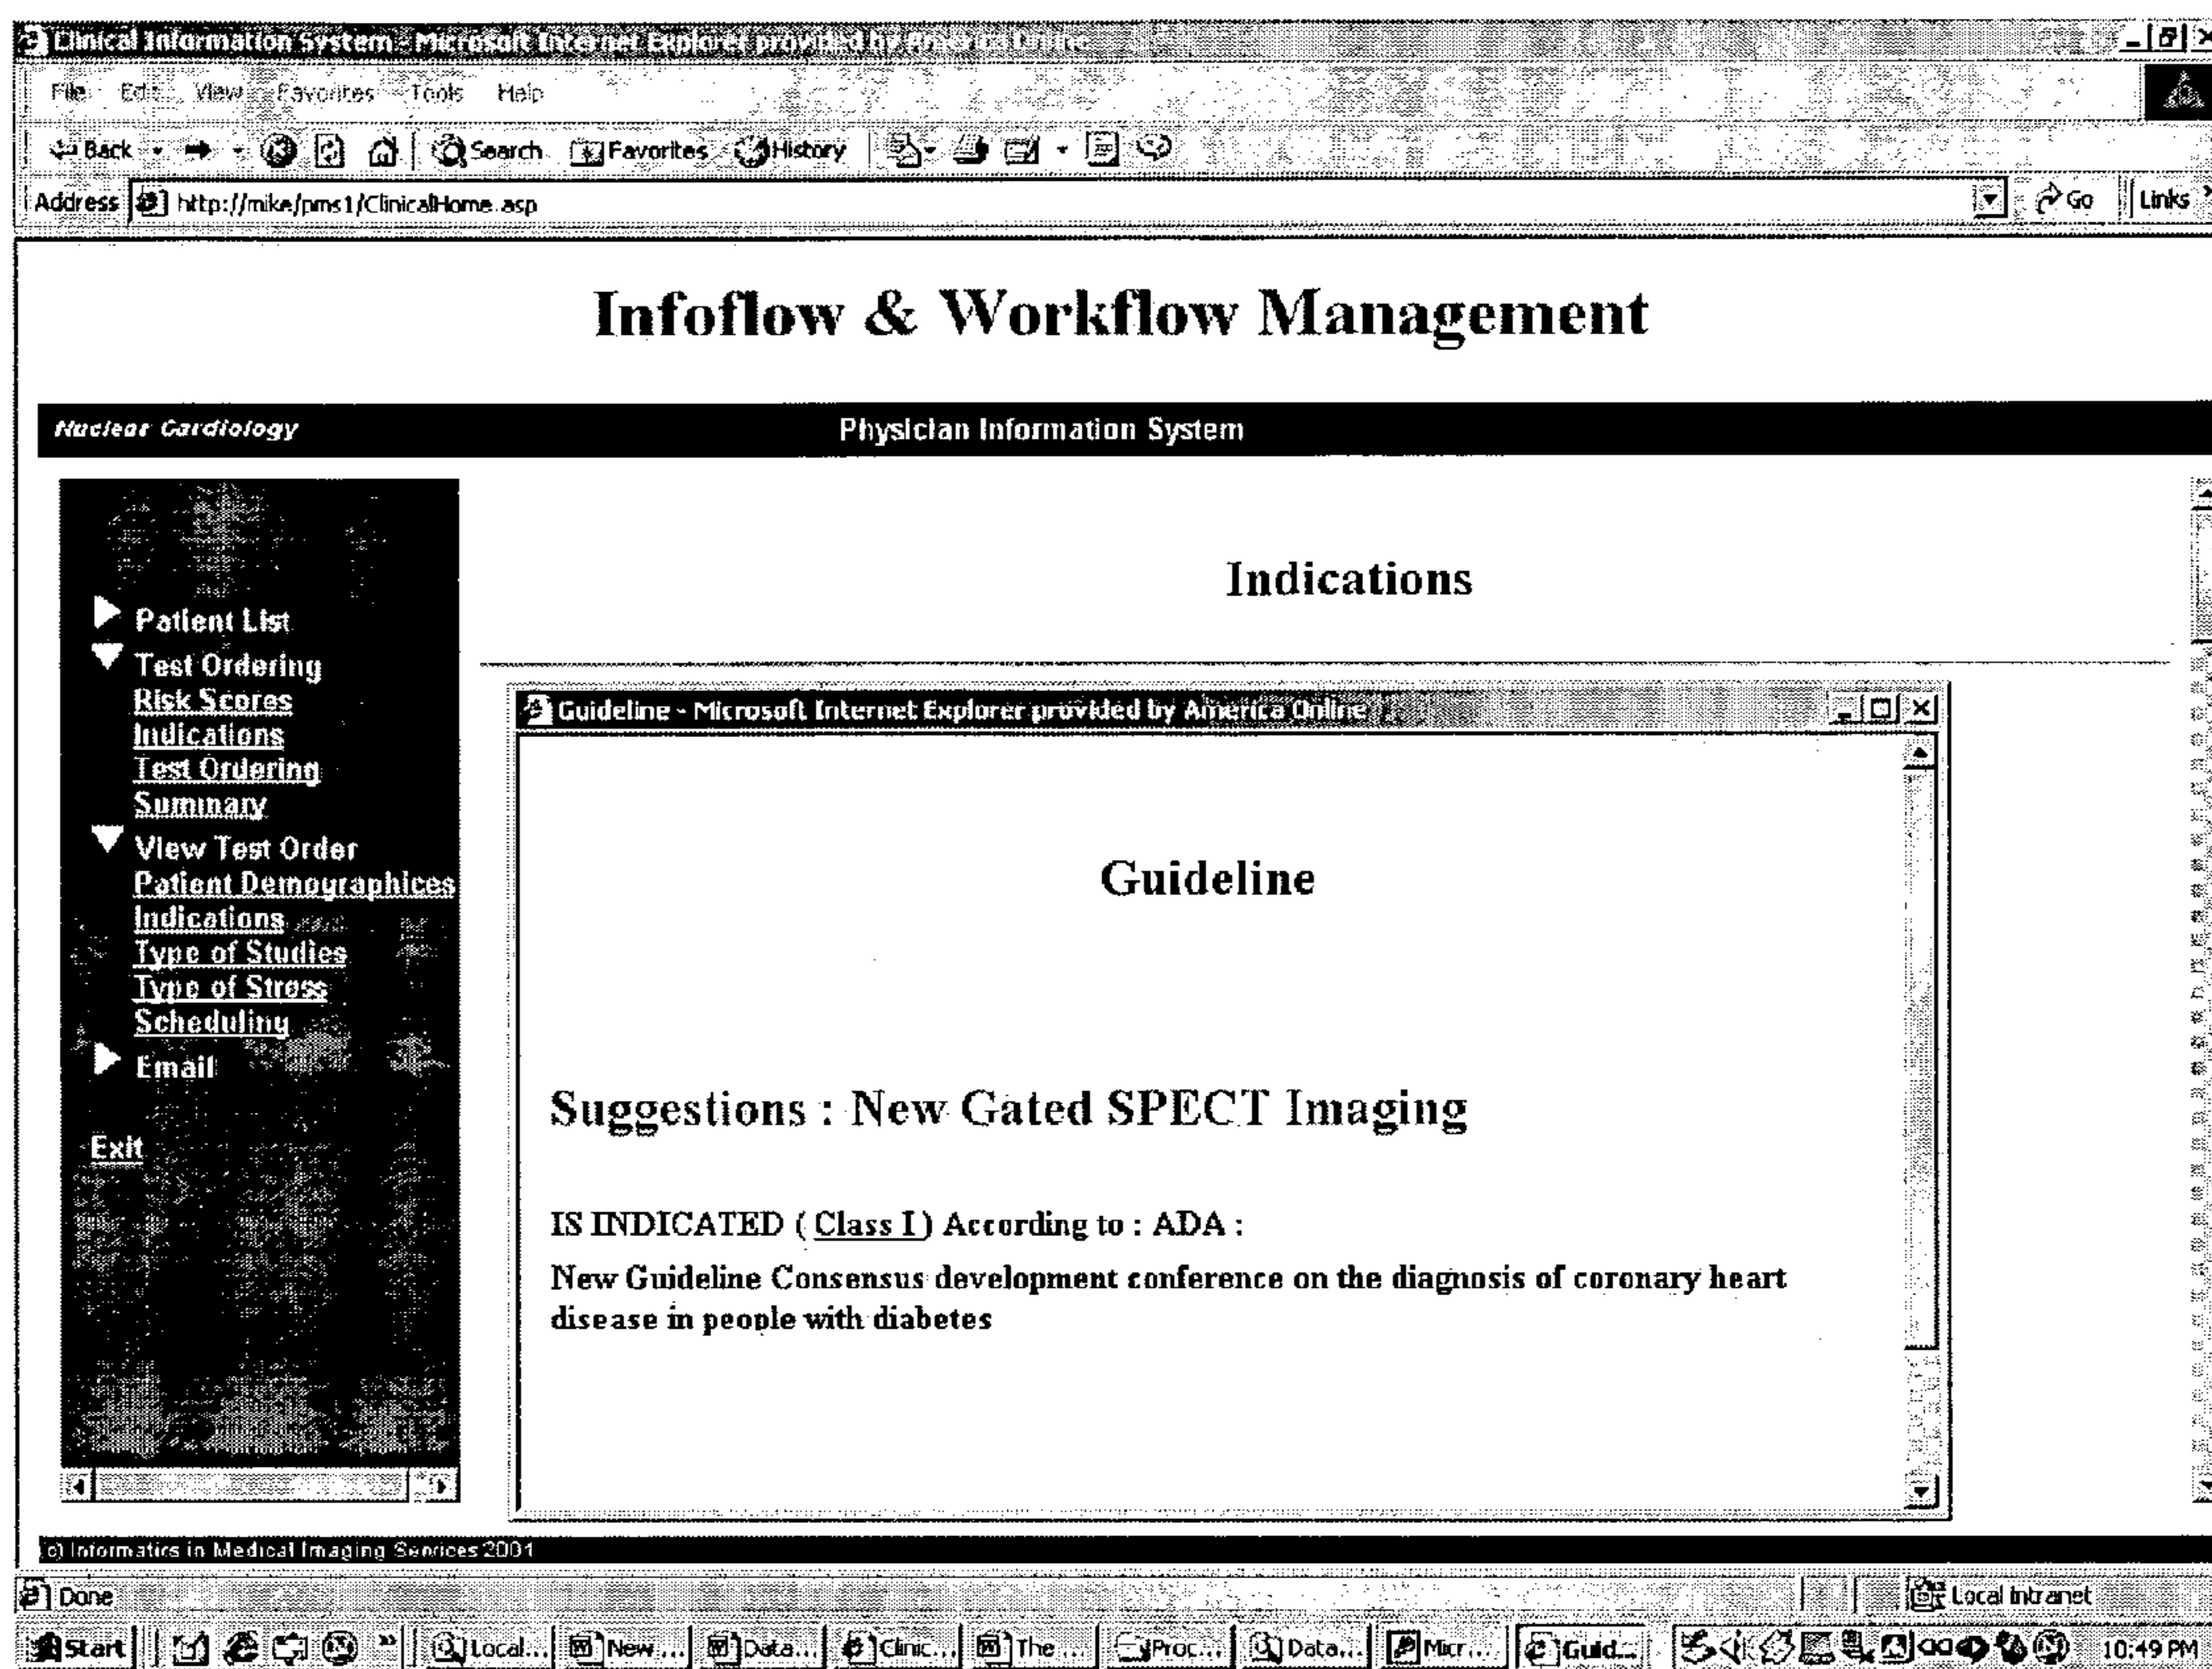 Clinical Information System - Microsoft Internet Explorer provided by America Online
File Edit View Favorites Tools Help
Back Search Favorites History
Address http://mike/pms1/ClinicalHome.asp Go Links »
Infoflow & Workflow Management
Nuclear Cardiology Physician Information System
Patient List
Test Ordering
Risk Scores
Indications
Test Ordering
Summary
View Test Order
Patient Demographices
Indications
Type of Studies
Type of Stress
Scheduling
Email
Exit
Indications
Guideline - Microsoft Internet Explorer provided by America Online
Guideline
Suggestions : New Gated SPECT Imaging
IS INDICATED ( Class I ) According to : ADA :
New Guideline Consensus development conference on the diagnosis of coronary heart
disease in people with diabetes
(c) Informatics in Medical Imaging Services 2001
Done Local intranet
Start » Local... New ... Data... Clinic... The ... Proc... Data... Micr... Guid... 10:49 PM